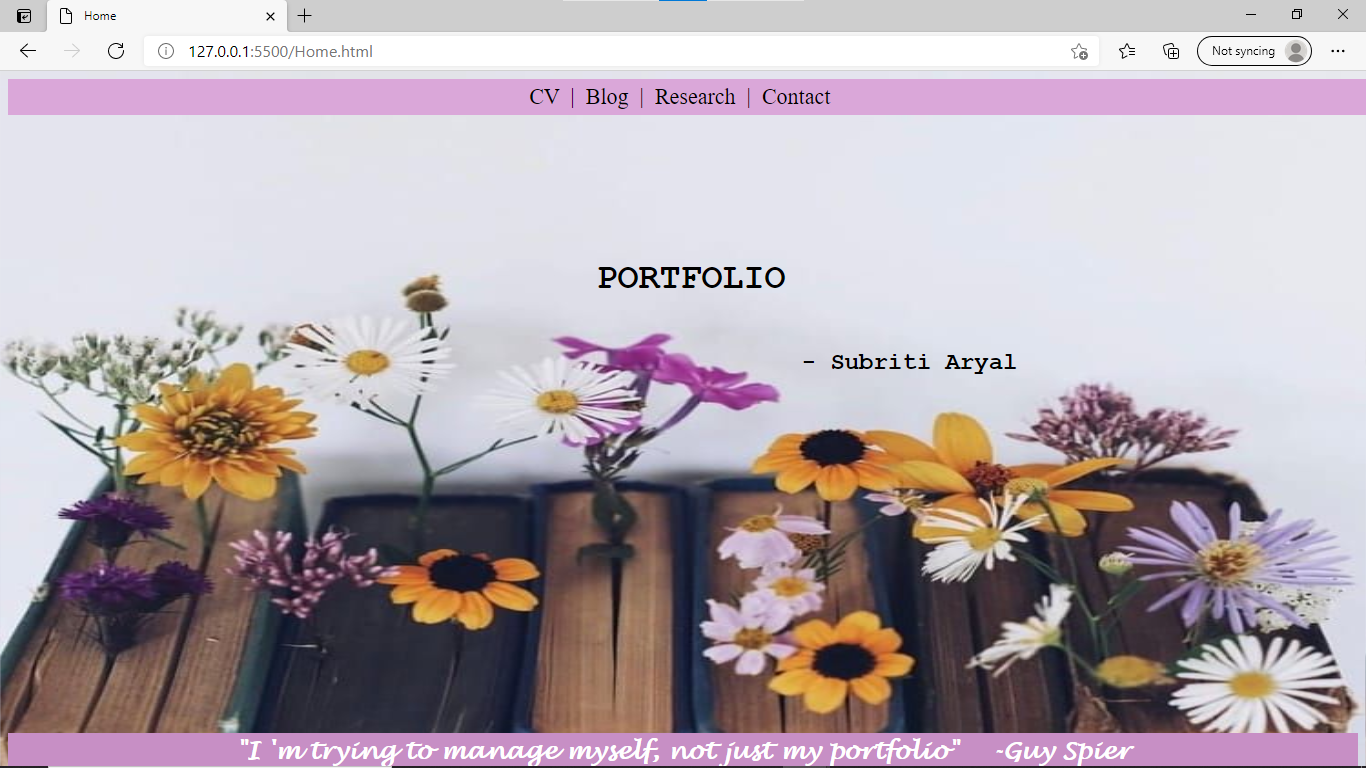 Home
127.0.0.1:5500/Home.html
Not syncing
CV | Blog | Research | Contact
PORTFOLIO
- Subriti Aryal
"I 'm trying to manage myself, not just my portfolio" -Guy Spier